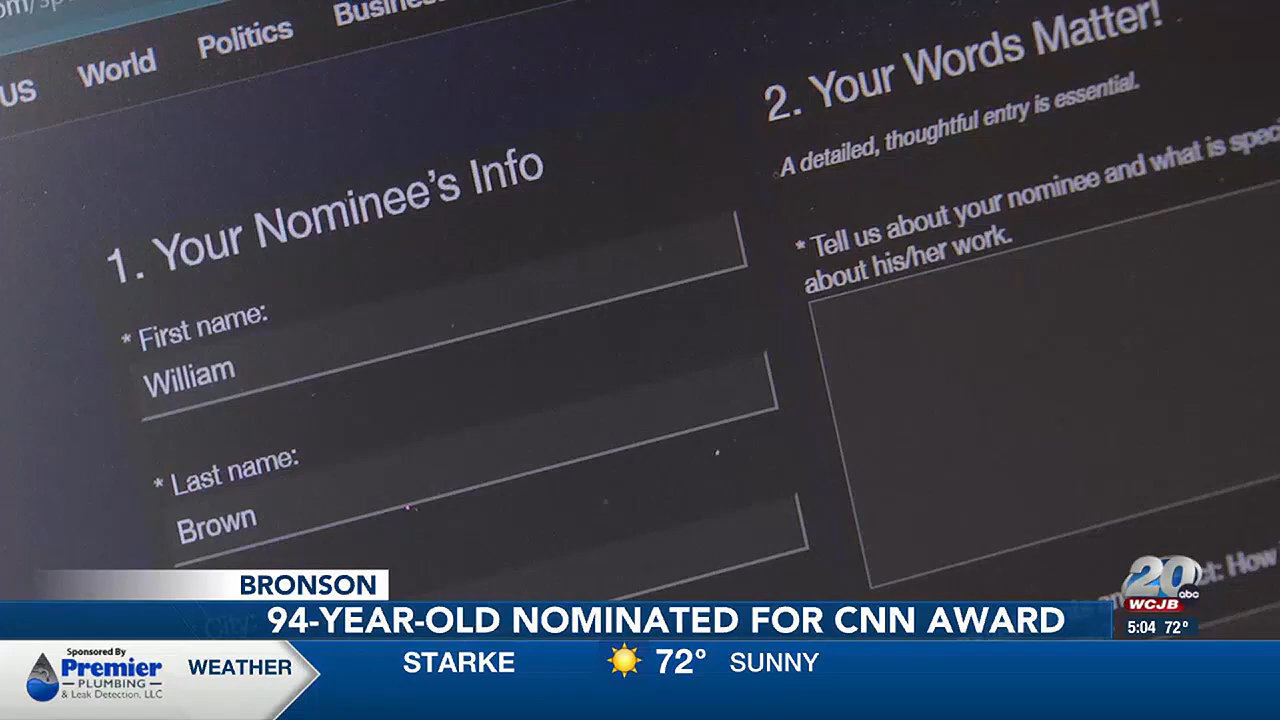 US World Politics
1. Your Nominee's Info
* First name:
William
* Last name:
Brown
2. Your Words Matter!
A detailed, thoughtful entry is essential.
* Tell us about your nominee and what is
about his/her work.
How
BRONSON
94-YEAR-OLD NOMINATED FOR CNN AWARD
20
abc
WCJB
5:04 72°
Sponsored By
Premier
PLUMBING
& Leak Detection, LLC
WEATHER
STARKE 72° SUNNY